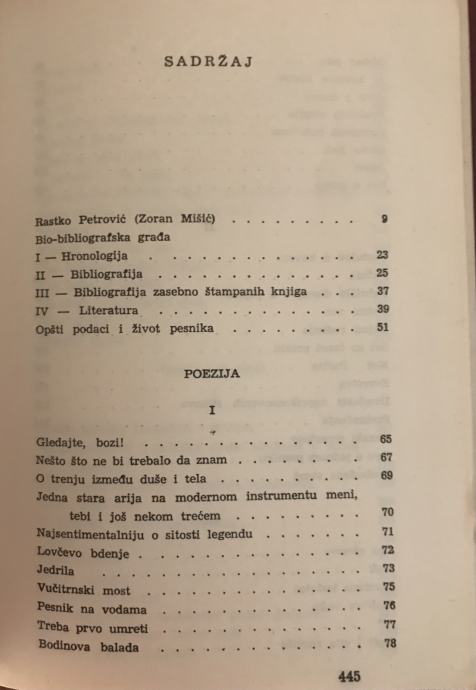 SADRŽAJ
Rastko Petrović (Zoran Mišić) . . . . . . . . . 9
Bio-bibliografska građa
I — Hronologija . . . . . . . . . . . . . 23
II — Bibliografija . . . . . . . . . . . . . 25
III — Bibliografija zasebno štampanih knjiga . . . 37
IV — Literatura . . . . . . . . . . . . . 39
Opšti podaci i život pesnika . . . . . . . . . 51
POEZIJA
I
Gledajte, bozi! . . . . . . . . . . . . . . 65
Nešto što ne bi trebalo da znam . . . . . . . . 67
O trenju između duše i tela . . . . . . . . . 69
Jedna stara arija na modernom instrumentu meni,
tebi i još nekom trećem . . . . . . . . . 70
Najsentimentalniju o sitosti legendu . . . . . . . 71
Lovčevo bdenje . . . . . . . . . . . . . . 72
Jedrila . . . . . . . . . . . . . . . . 73
Vučitrnski most . . . . . . . . . . . . . 75
Pesnik na vodama . . . . . . . . . . . . . 76
Treba prvo umreti . . . . . . . . . . . . . 77
Bodinova balada . . . . . . . . . . . . . 78
445